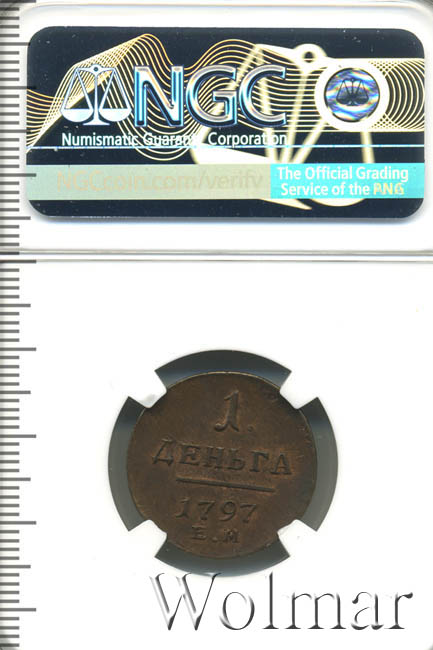 NGC
Numismatic Guaranty Corporation
NGCcoin.com/verify
The Official Grading
Service of the PNG
1.
ДЕНЬГА
1797
Е.М
Wolmar